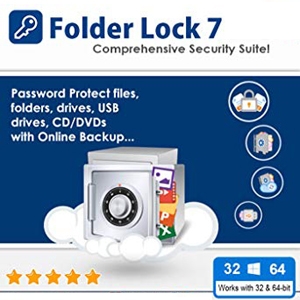 Folder Lock 7
Comprehensive Security Suite!
Password Protect files,
folders, drives, USB
drives, CD/DVDs
with Online Backup...
32 64
Works with 32 & 64-bit